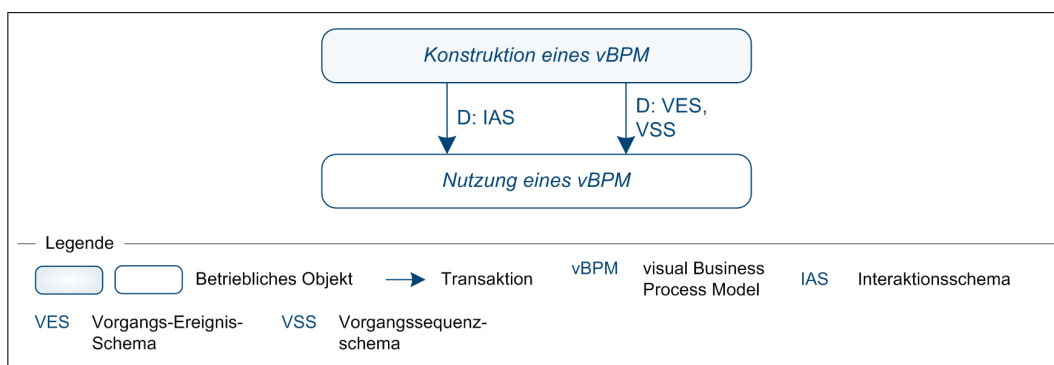 Konstruktion eines vBPM
D: IAS
D: VES,
VSS
Nutzung eines vBPM
Legende
Betriebliches Objekt
Transaktion
vBPM
visual Business
Process Model
IAS
Interaktionsschema
VES
Vorgangs-Ereignis-
Schema
VSS
Vorgangssequenz-
schema